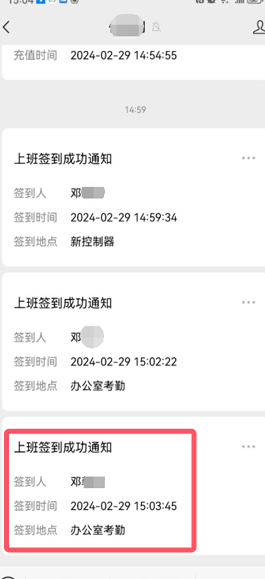 15:04
充值时间 2024-02-29 14:54:55
14:59
上班签到成功通知
签到人 邓
签到时间 2024-02-29 14:59:34
签到地点 新控制器
上班签到成功通知
签到人 邓
签到时间 2024-02-29 15:02:22
签到地点 办公室考勤
上班签到成功通知
签到人 邓
签到时间 2024-02-29 15:03:45
签到地点 办公室考勤